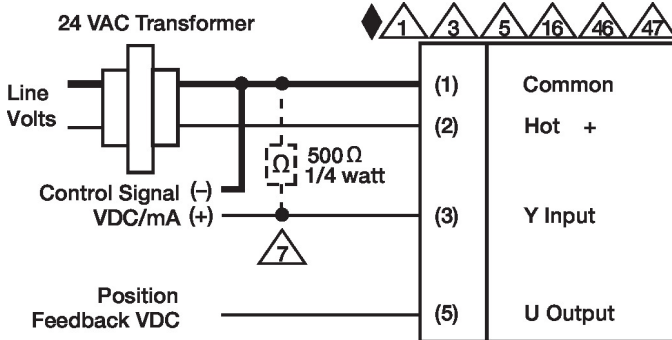 24 VAC Transformer
1 3 5 16 46 47
Line
Volts
(1) Common
(2) Hot +
Ω 500 Ω
1/4 watt
Control Signal (-)
VDC/mA (+)
(3) Y Input
7
Position
Feedback VDC
(5) U Output